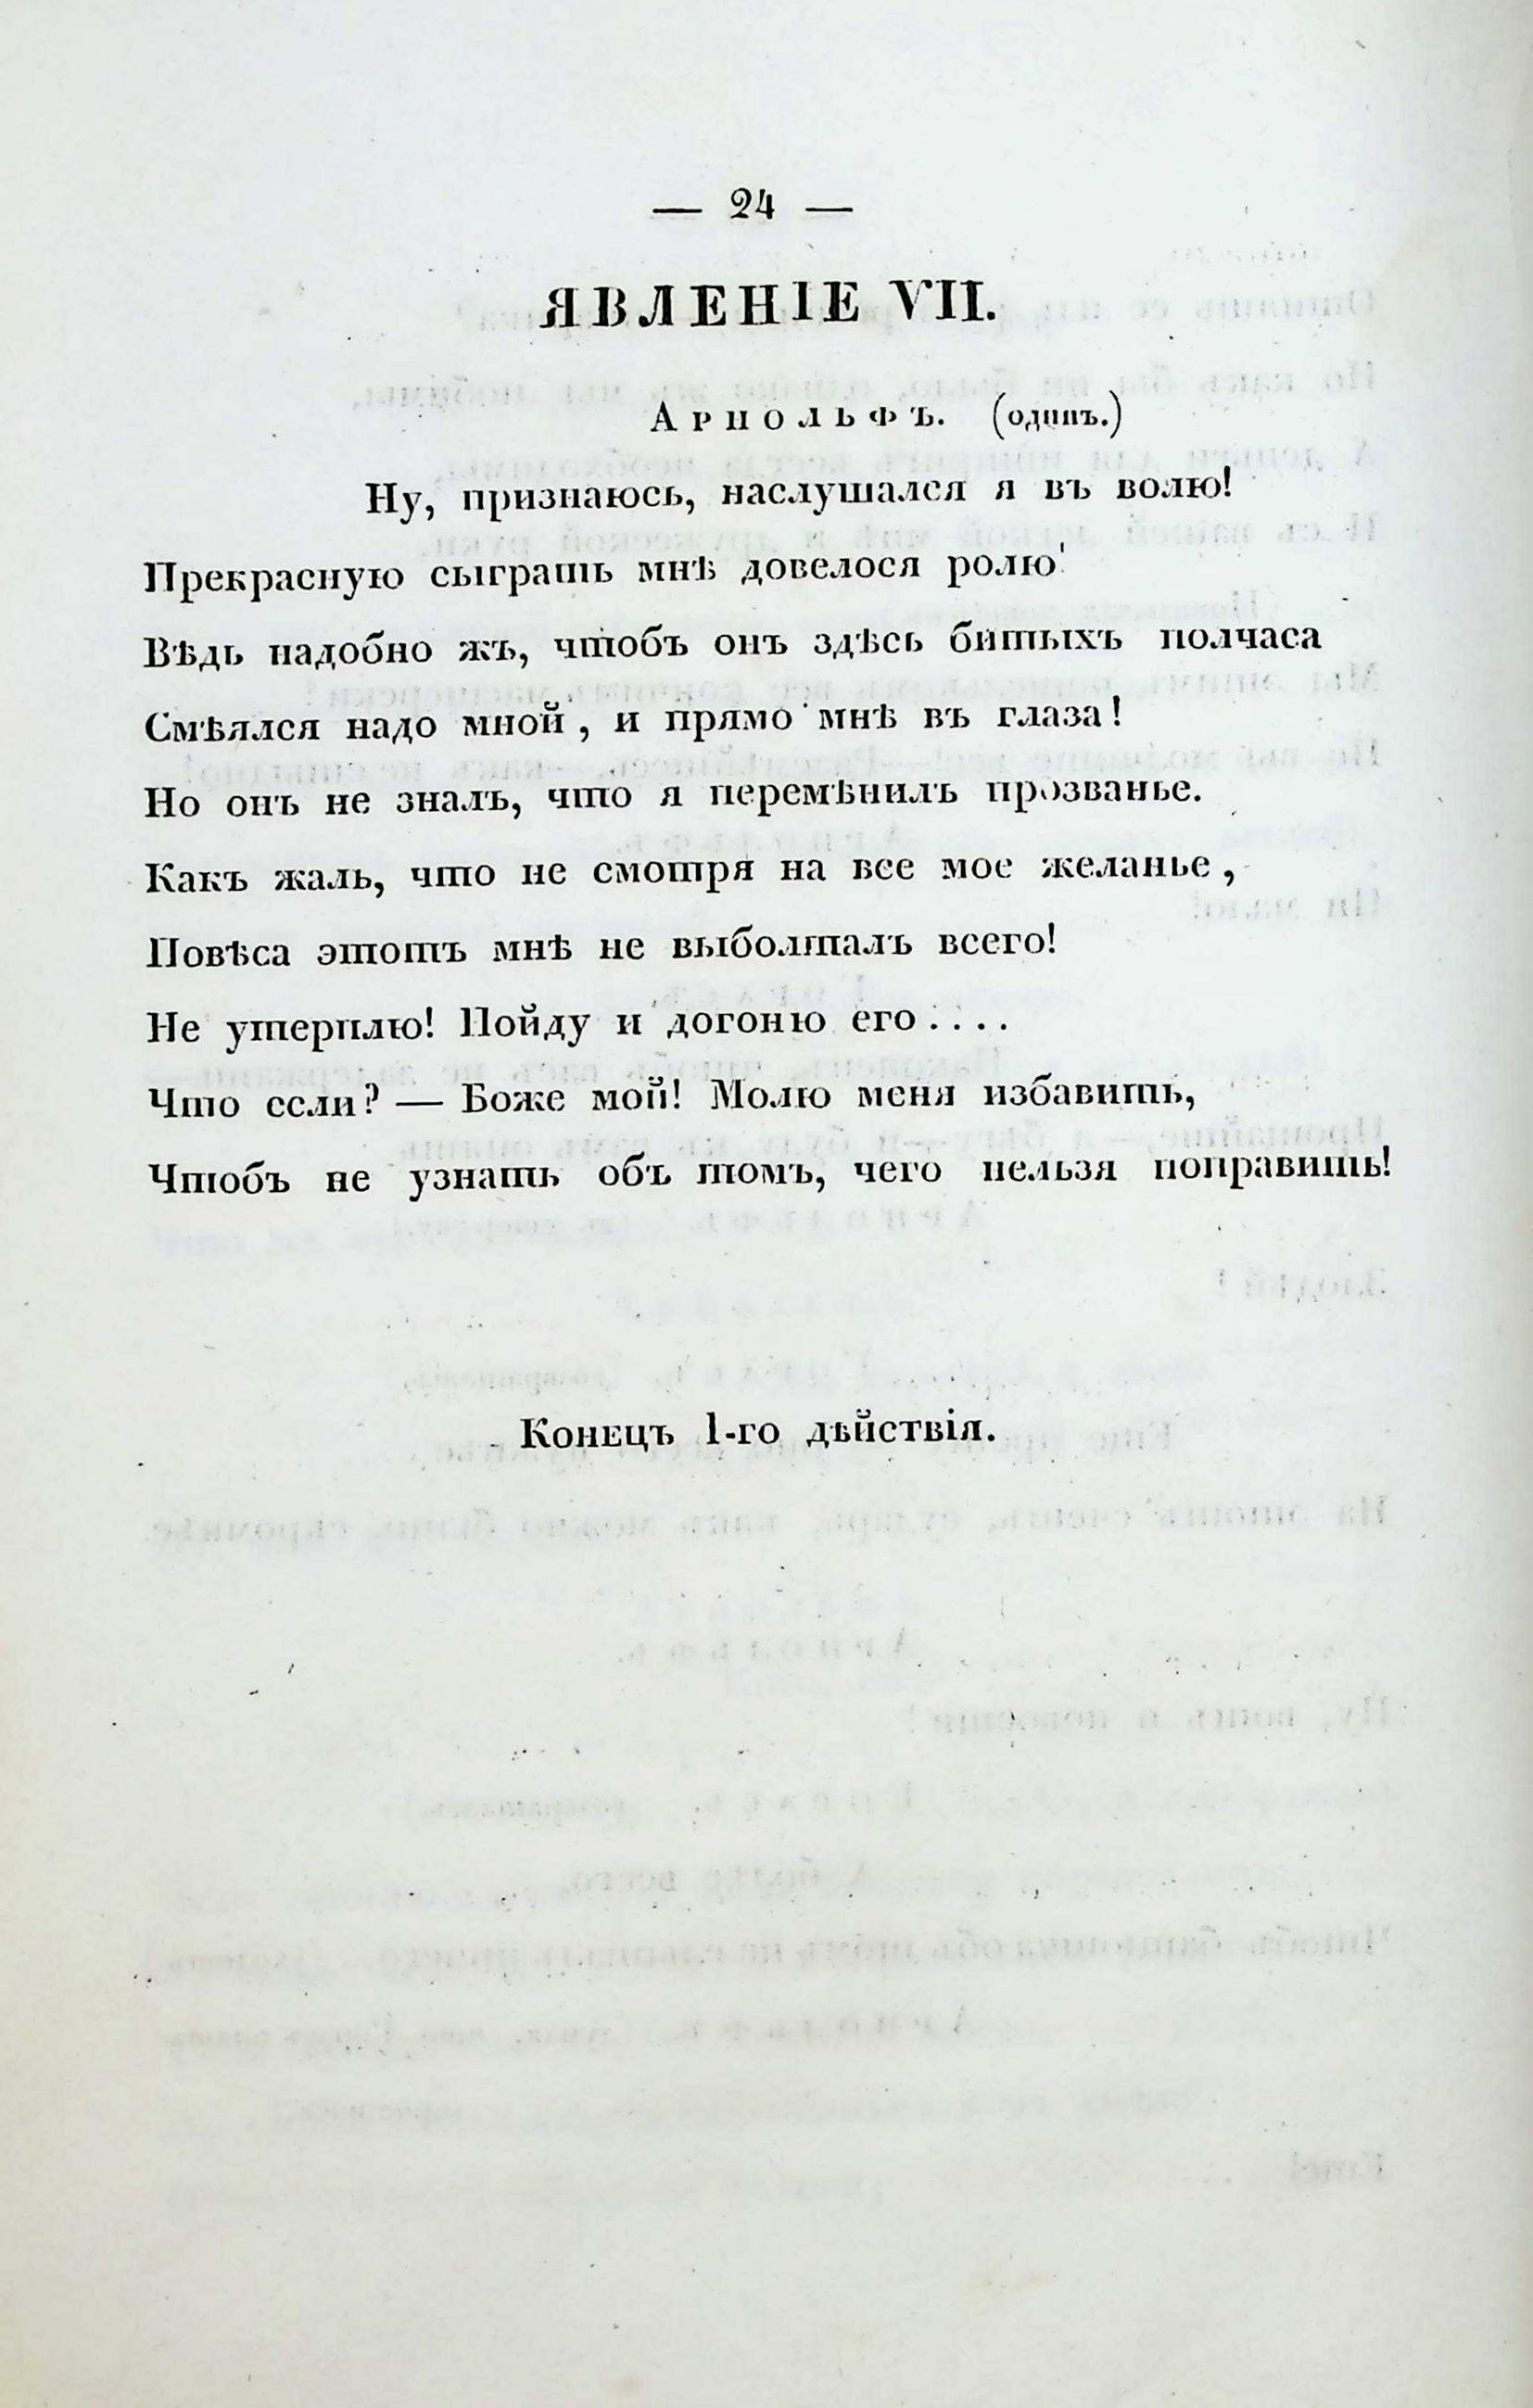 — 24 —
ЯВЛЕНІЕ VII.
Арнольфъ. (одинъ.)
Ну, признаюсь, наслушался я въ волю!
Прекрасную сыграть мнѣ довелося ролю!
Вѣдь надобно жъ, чтобъ онъ здѣсь битыхъ полчаса
Смѣялся надо мной, и прямо мнѣ въ глаза!
Но онъ не зналъ, что я перемѣнилъ прозванье.
Какъ жаль, что не смотря на все мое желанье,
Повѣса этотъ мнѣ не выболталъ всего!
Не утерплю! Пойду и догоню его....
Что если? — Боже мой! Молю меня избавить,
Чтобъ не узнать объ томъ, чего нельзя поправить!
Конецъ 1-го дѣйствія.